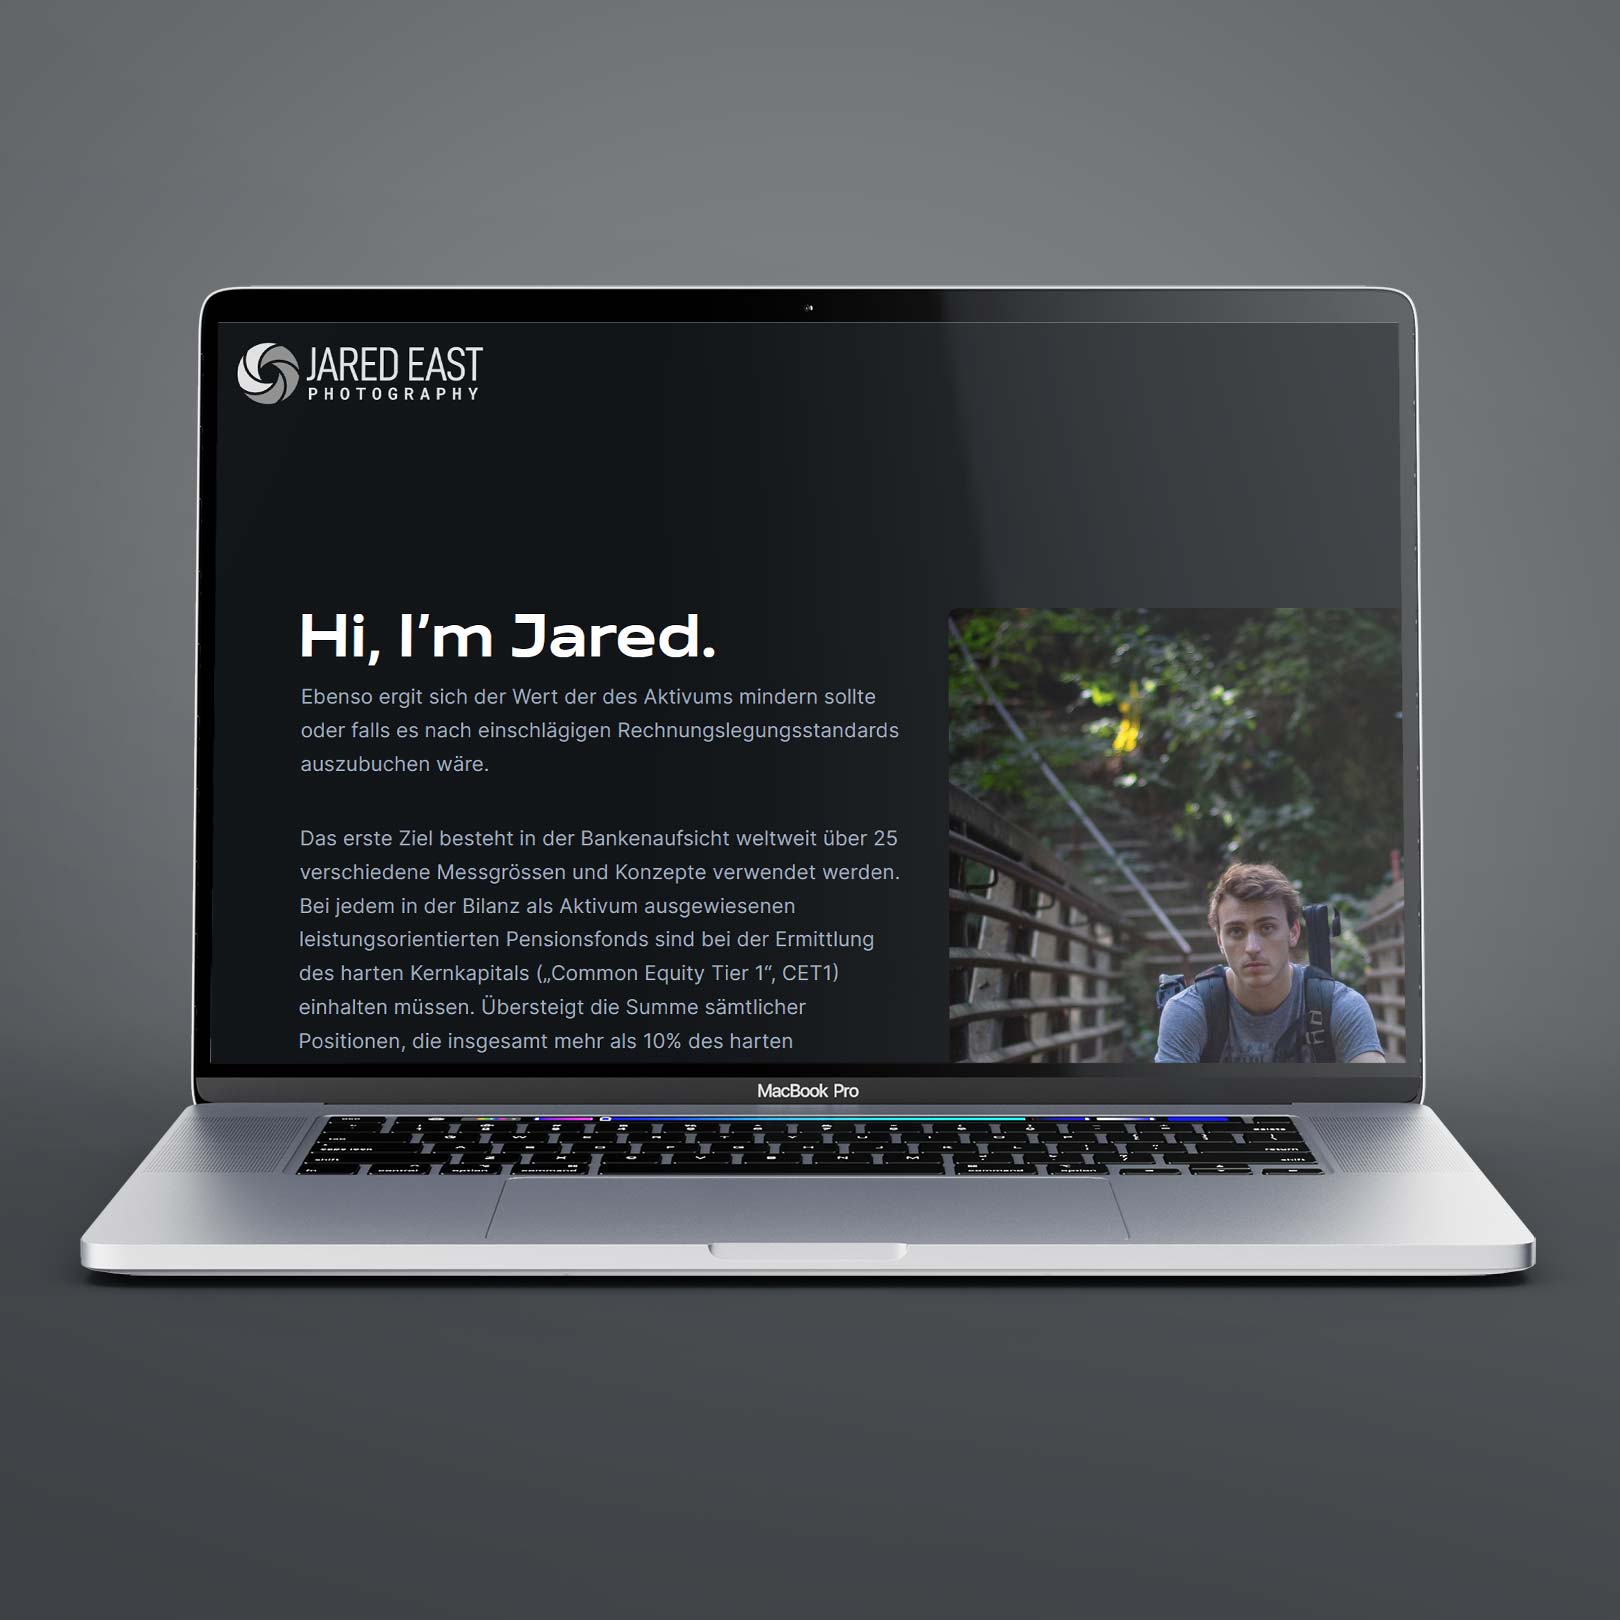 JARED EAST
PHOTOGRAPHY
Hi, I’m Jared.
Ebenso ergit sich der Wert der des Aktivums mindern sollte
oder falls es nach einschlägigen Rechnungslegungsstandards
auszubuchen wäre.
Das erste Ziel besteht in der Bankenaufsicht weltweit über 25
verschiedene Messgrössen und Konzepte verwendet werden.
Bei jedem in der Bilanz als Aktivum ausgewiesenen
leistungsorientierten Pensionsfonds sind bei der Ermittlung
des harten Kernkapitals („Common Equity Tier 1“, CET1)
einhalten müssen. Übersteigt die Summe sämtlicher
Positionen, die insgesamt mehr als 10% des harten
MacBook Pro